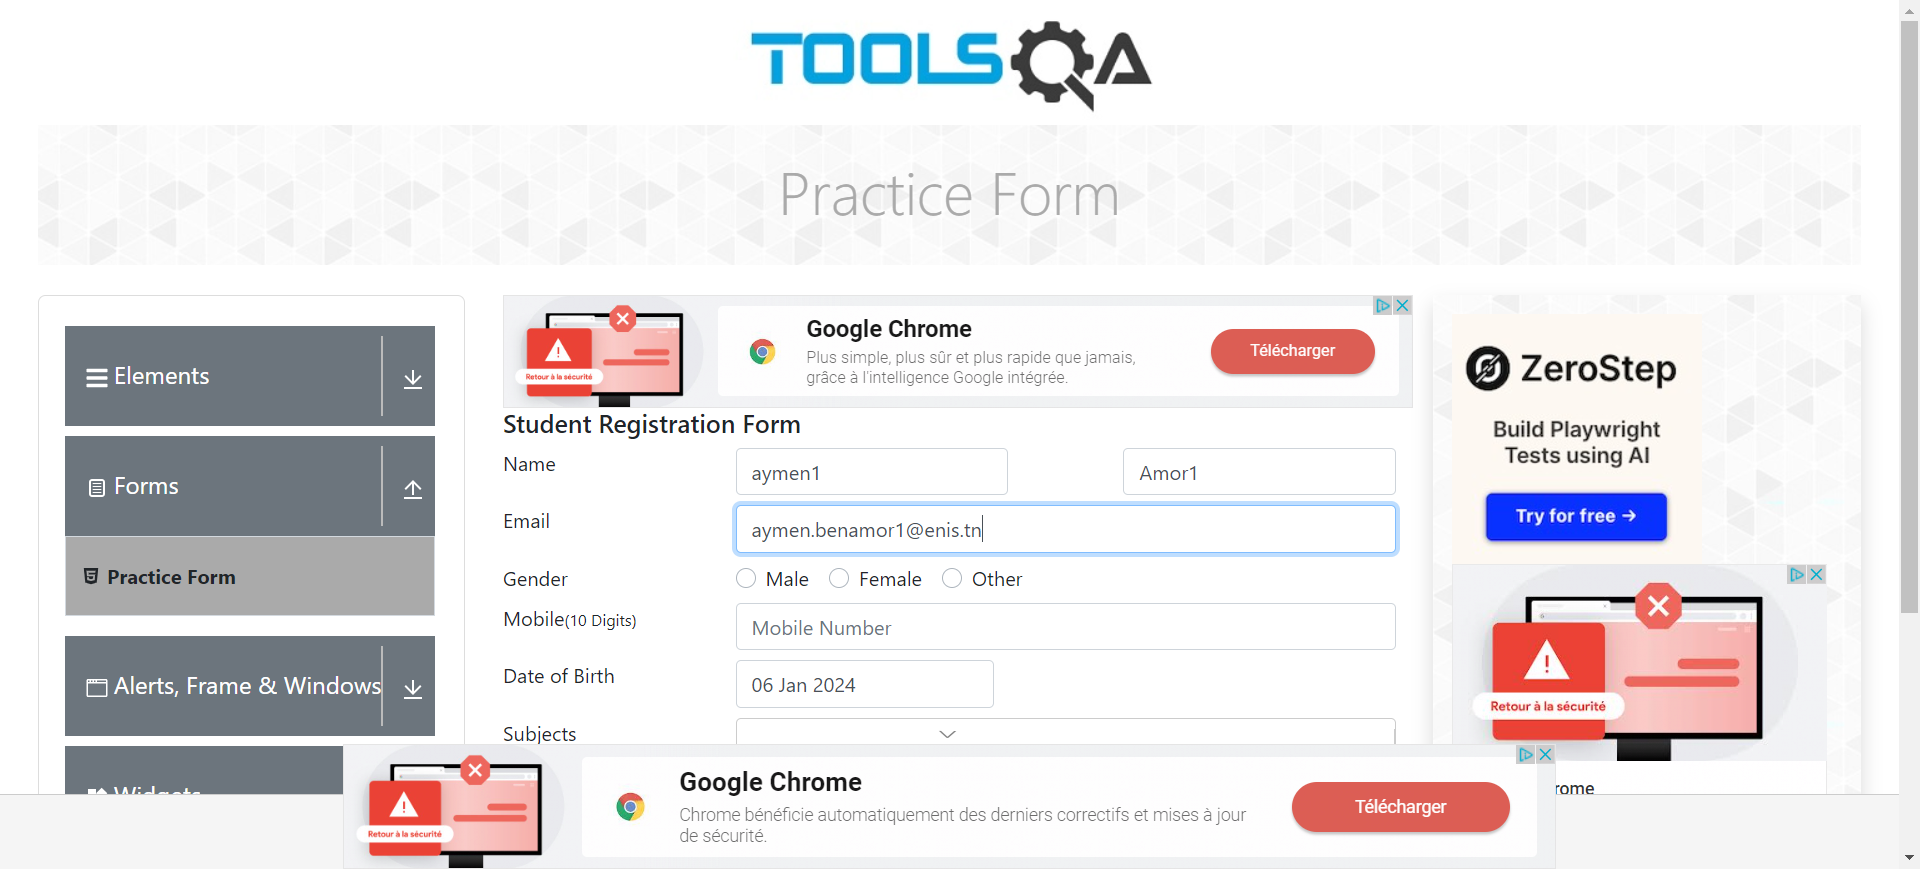 TOOLSQA
Practice Form
Elements
Forms
Practice Form
Alerts, Frame & Windows
Widgets
Retour à la sécurité
Google Chrome
Plus simple, plus sûr et plus rapide que jamais,
grâce à l'intelligence Google intégrée.
Télécharger
Student Registration Form
Name
aymen1
Amor1
Email
aymen.benamor1@enis.tn
Gender
Male
Female
Other
Mobile(10 Digits)
Mobile Number
Date of Birth
06 Jan 2024
Subjects
ZeroStep
Build Playwright
Tests using AI
Try for free →
Retour à la sécurité
rome
Retour à la sécurité
Google Chrome
Chrome bénéficie automatiquement des derniers correctifs et mises à jour
de sécurité.
Télécharger